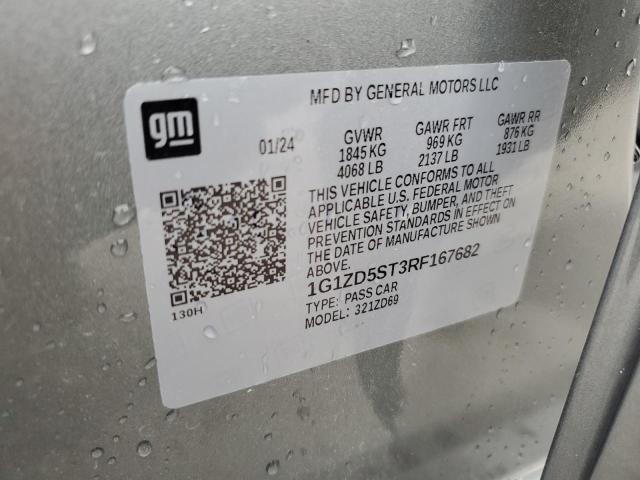 MFD BY GENERAL MOTORS LLC
gm
01/24
GVWR
1845 KG
4068 LB
GAWR FRT
969 KG
2137 LB
GAWR RR
876 KG
1931 LB
THIS VEHICLE CONFORMS TO ALL
APPLICABLE U.S. FEDERAL MOTOR
VEHICLE SAFETY, BUMPER, AND THEFT
PREVENTION STANDARDS IN EFFECT ON
THE DATE OF MANUFACTURE SHOWN
ABOVE.
1G1ZD5ST3RF167682
TYPE: PASS CAR
MODEL: 321ZD69
130H